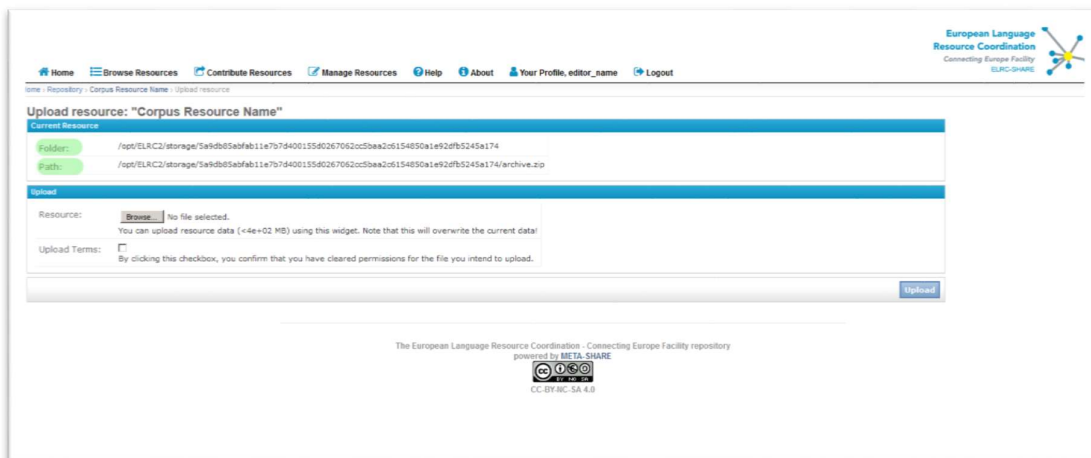 European Language
Resource Coordination
Connecting Europe Facility
ELRC-SHARE
Home Browse Resources Contribute Resources Manage Resources Help About Your Profile, editor_name Logout
ome › Repository › Corpus Resource Name › Upload resource
Upload resource: "Corpus Resource Name"
Current Resource
Folder: /opt/ELRC2/storage/5a9db85abfab11e7b7d400155d0267062cc5baa2c6154850a1e92dfb5245a174
Path: /opt/ELRC2/storage/5a9db85abfab11e7b7d400155d0267062cc5baa2c6154850a1e92dfb5245a174/archive.zip
Upload
Resource: Browse... No file selected.
You can upload resource data (<4e+02 MB) using this widget. Note that this will overwrite the current data!
Upload Terms:
By clicking this checkbox, you confirm that you have cleared permissions for the file you intend to upload.
Upload
The European Language Resource Coordination - Connecting Europe Facility repository
powered by META-SHARE
cc
BY NC SA
CC-BY-NC-SA 4.0